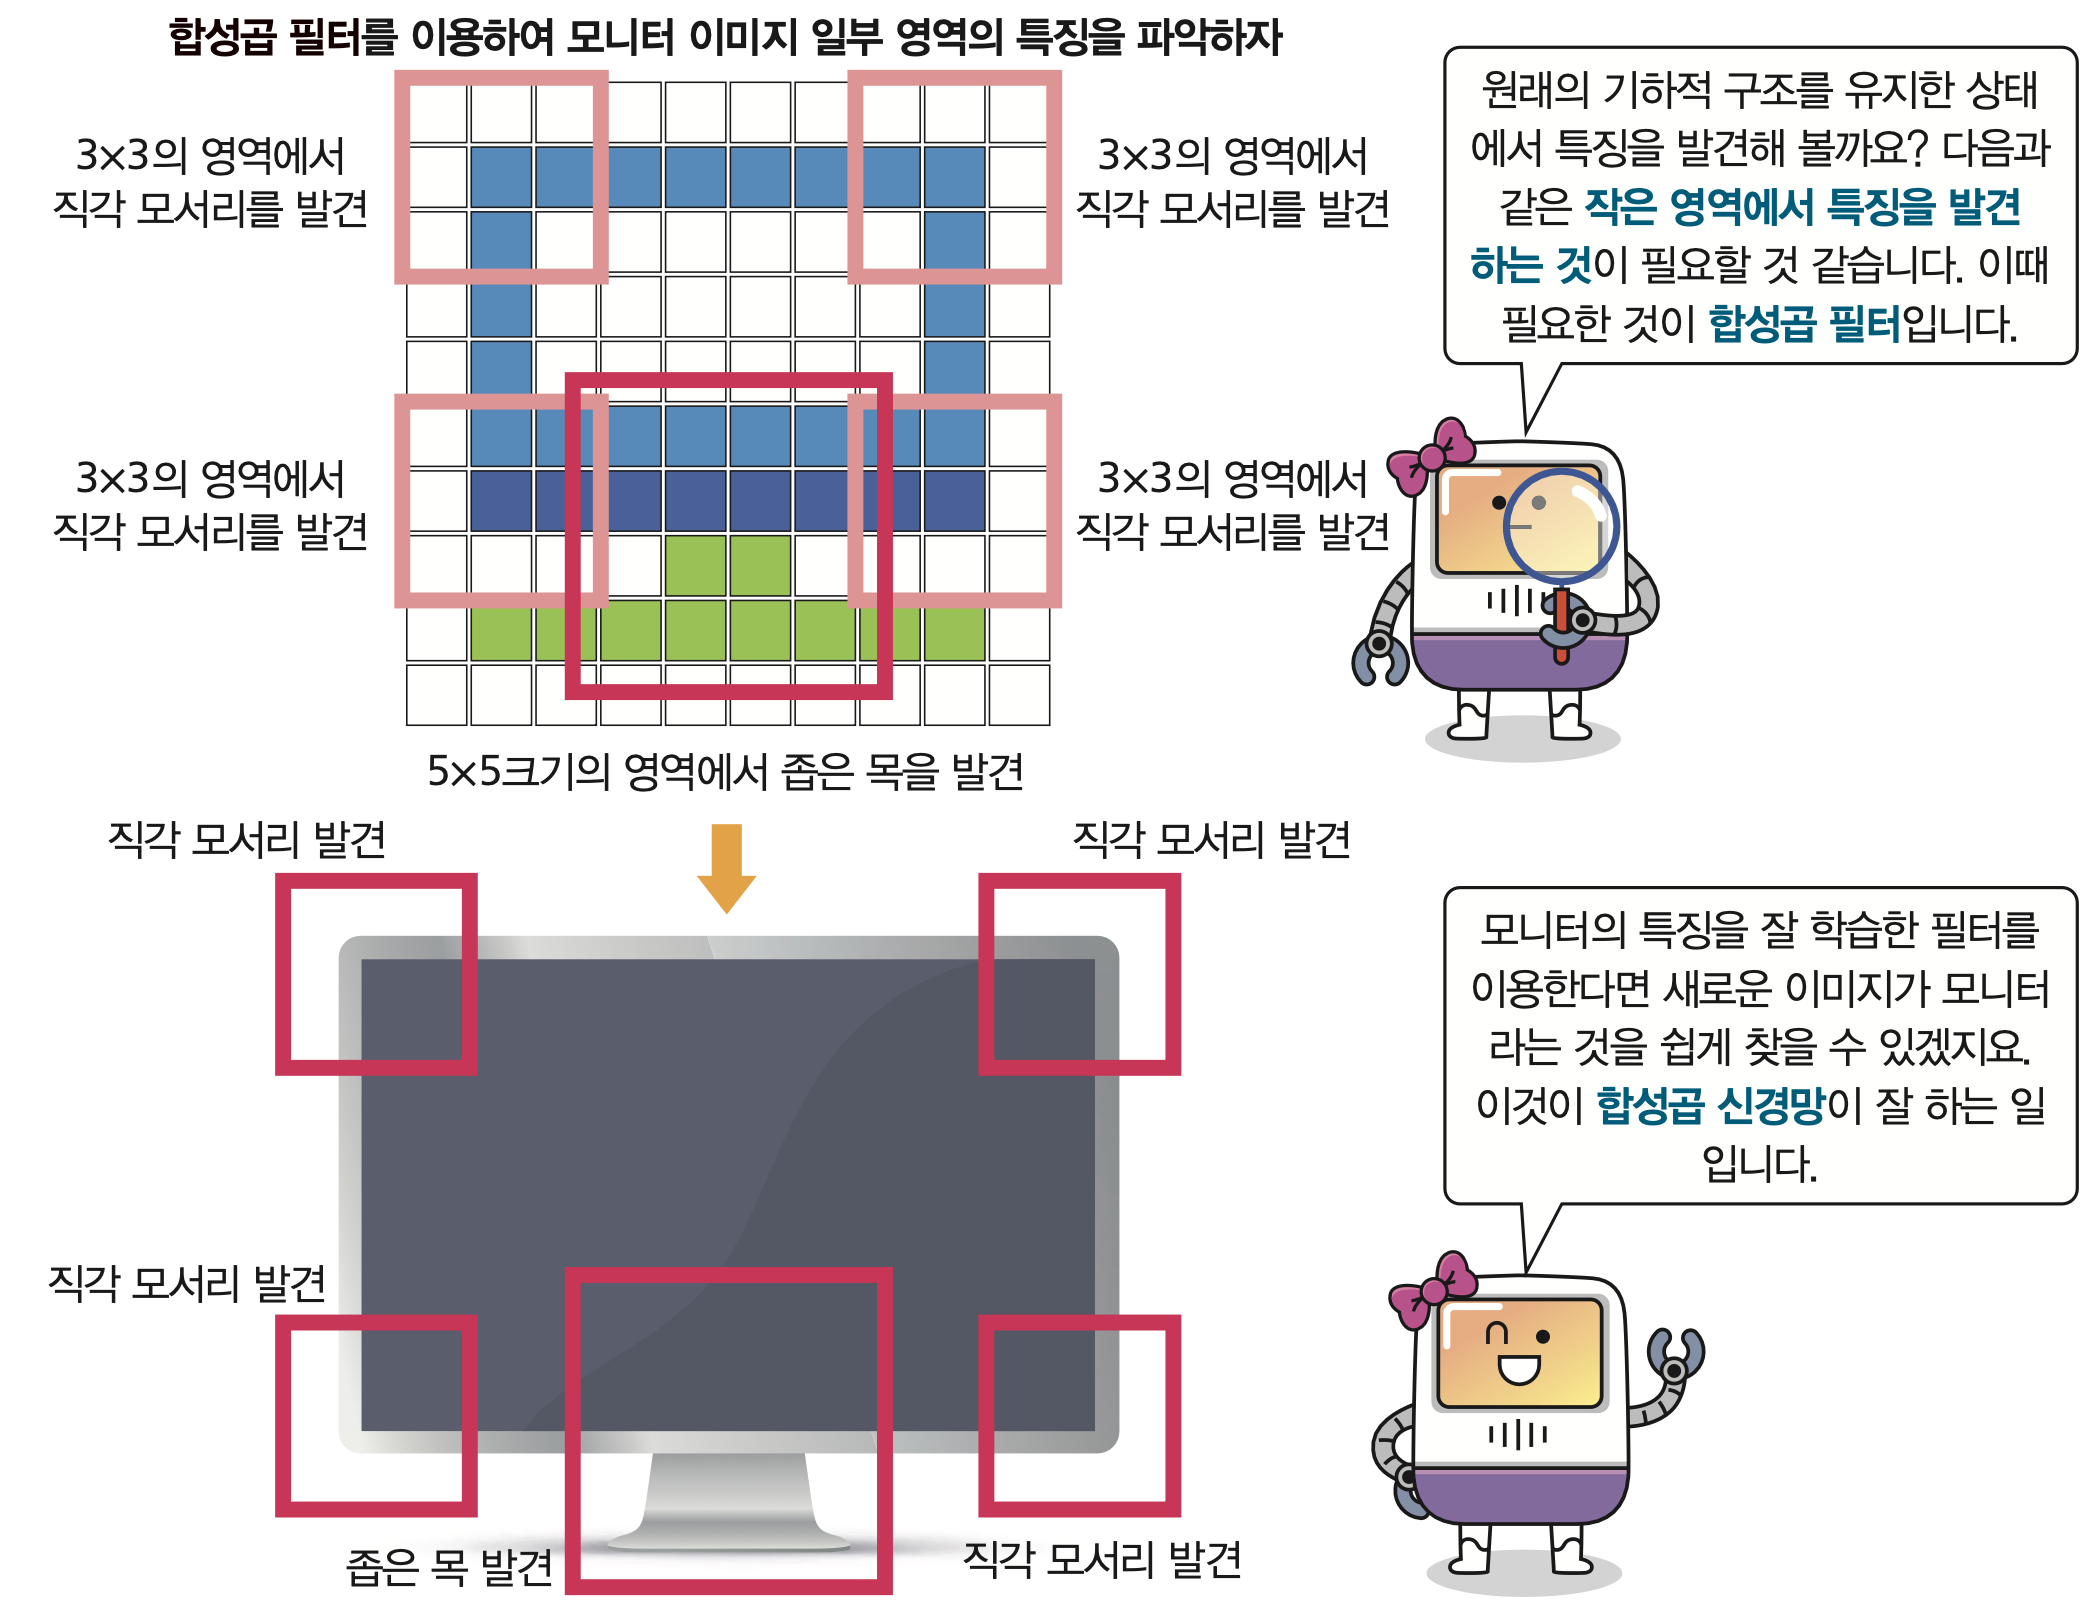 합성곱 필터를 이용하여 모니터 이미지 일부 영역의 특징을 파악하자
3×3의 영역에서
직각 모서리를 발견
3×3의 영역에서
직각 모서리를 발견
원래의 기하적 구조를 유지한 상태
에서 특징을 발견해 볼까요? 다음과
같은 작은 영역에서 특징을 발견
하는 것이 필요할 것 같습니다. 이때
필요한 것이 합성곱 필터입니다.
3×3의 영역에서
직각 모서리를 발견
3×3의 영역에서
직각 모서리를 발견
5×5크기의 영역에서 좁은 목을 발견
직각 모서리 발견
직각 모서리 발견
모니터의 특징을 잘 학습한 필터를
이용한다면 새로운 이미지가 모니터
라는 것을 쉽게 찾을 수 있겠지요.
이것이 합성곱 신경망이 잘 하는 일
입니다.
직각 모서리 발견
좁은 목 발견
직각 모서리 발견